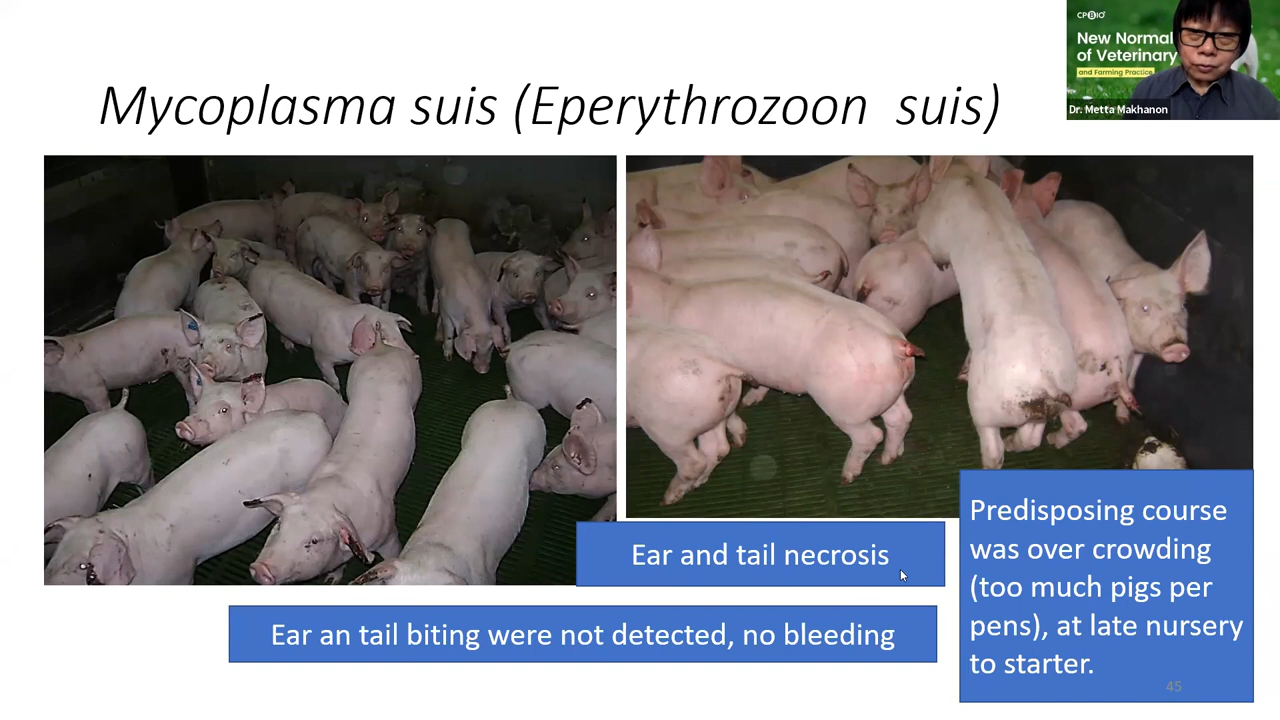 CPBIO
New Normal
of Veterinary
and Farming Practice
Dr. Metta Makhanon
Mycoplasma suis (Eperythrozoon  suis)
Ear and tail necrosis
Ear an tail biting were not detected, no bleeding
Predisposing course
was over crowding
(too much pigs per
pens), at late nursery
to starter.
45